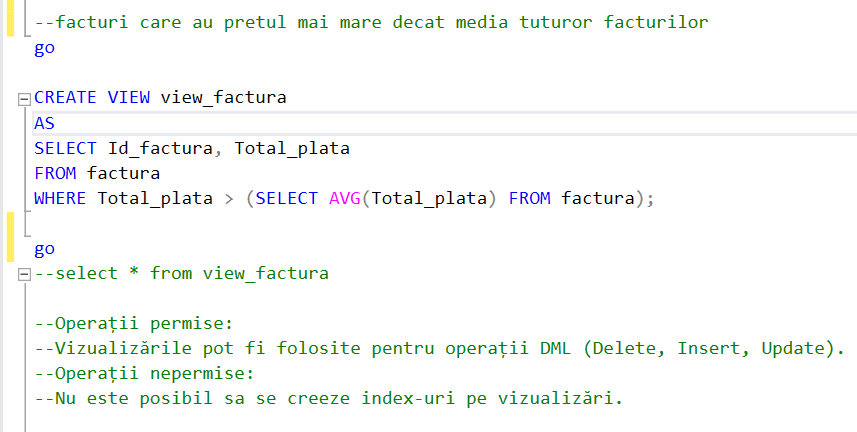 --facturi care au pretul mai mare decat media tuturor facturilor
go
CREATE VIEW view_factura
AS
SELECT Id_factura, Total_plata
FROM factura
WHERE Total_plata > (SELECT AVG(Total_plata) FROM factura);
go
--select * from view_factura
--Operații permise:
--Vizualizările pot fi folosite pentru operații DML (Delete, Insert, Update).
--Operații nepermise:
--Nu este posibil sa se creeze index-uri pe vizualizări.